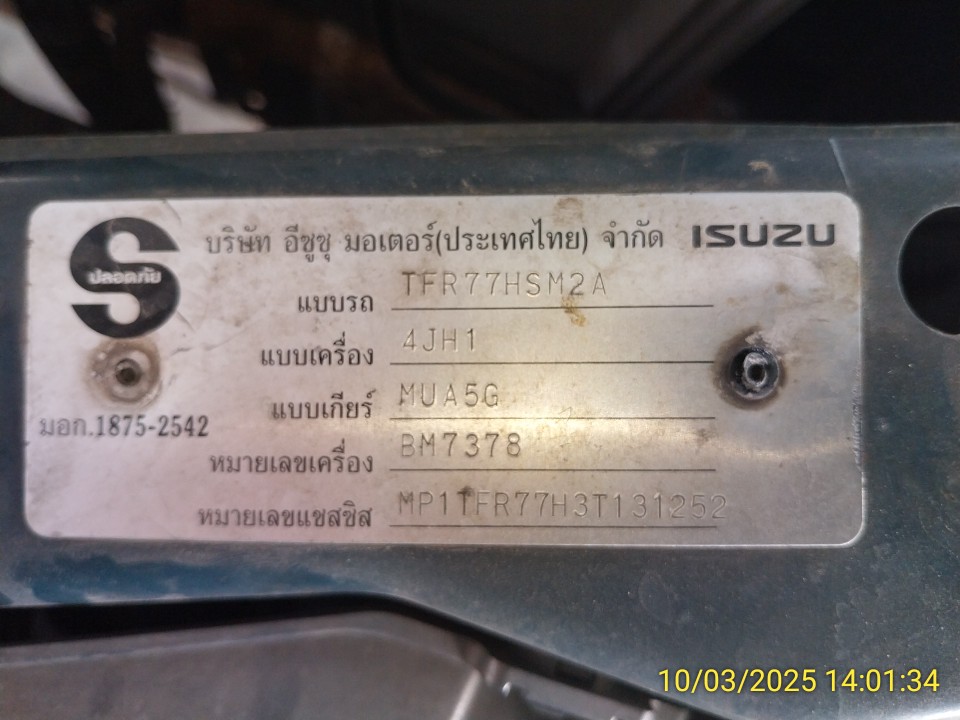 บริษัท อีซูซุ มอเตอร์(ประเทศไทย) จำกัด ISUZU
S
ปลอดภัย
แบบรถ TFR77HSM2A
แบบเครื่อง 4JH1
แบบเกียร์ MUA5G
มอก.1875-2542
หมายเลขเครื่อง BM7378
หมายเลขแชสซิส MP1TFR77H3T131252
10/03/2025 14:01:34